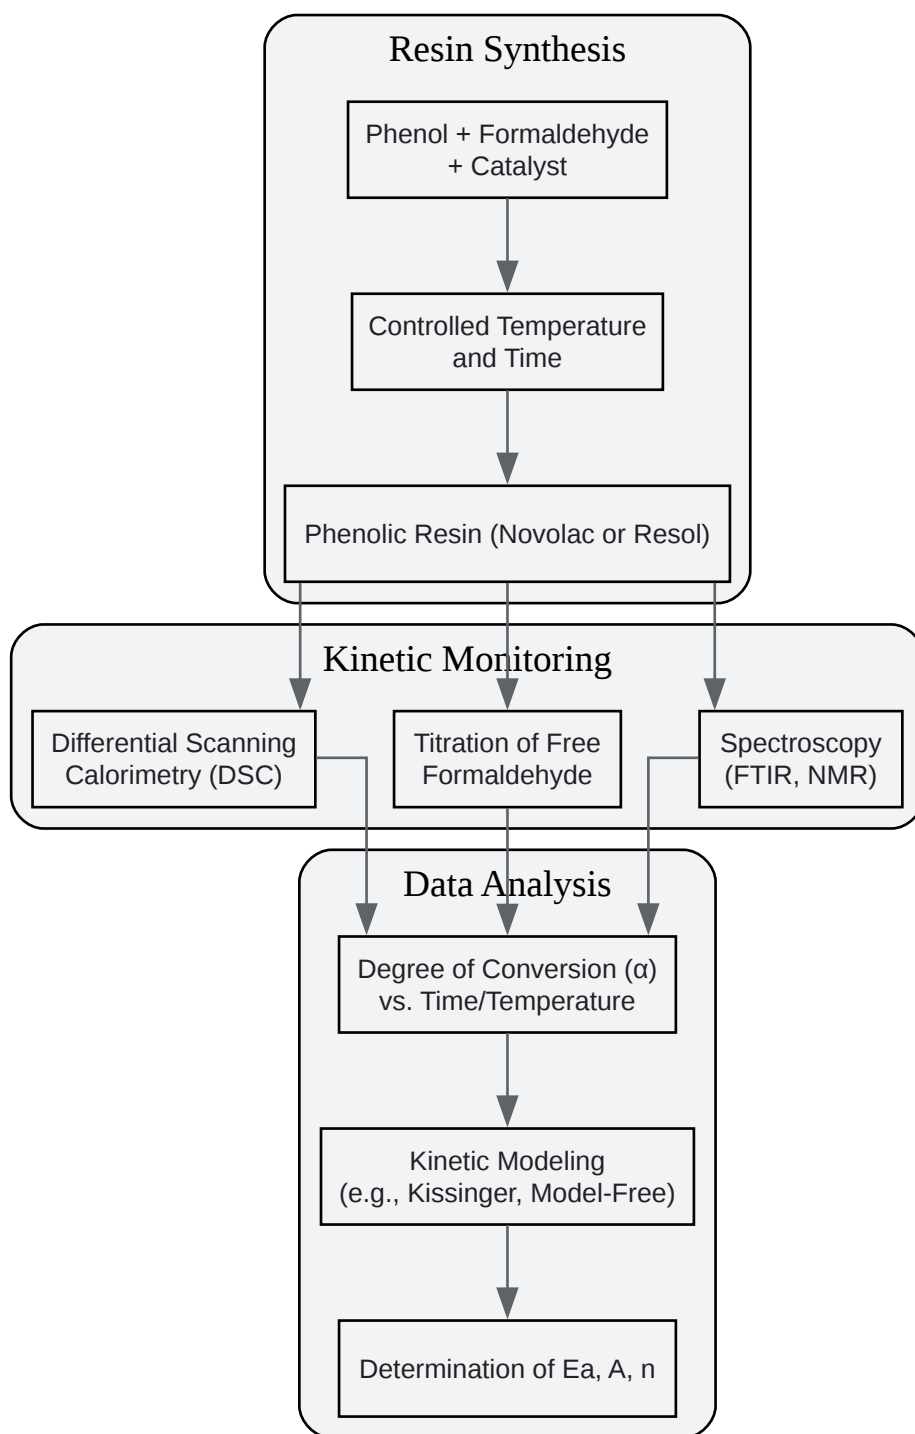 Resin Synthesis
Phenol + Formaldehyde
+ Catalyst
Controlled Temperature
and Time
Phenolic Resin (Novolac or Resol)
Kinetic Monitoring
Differential Scanning
Calorimetry (DSC)
Titration of Free
Formaldehyde
Spectroscopy
(FTIR, NMR)
Data Analysis
Degree of Conversion (α)
vs. Time/Temperature
Kinetic Modeling
(e.g., Kissinger, Model-Free)
Determination of Ea, A, n